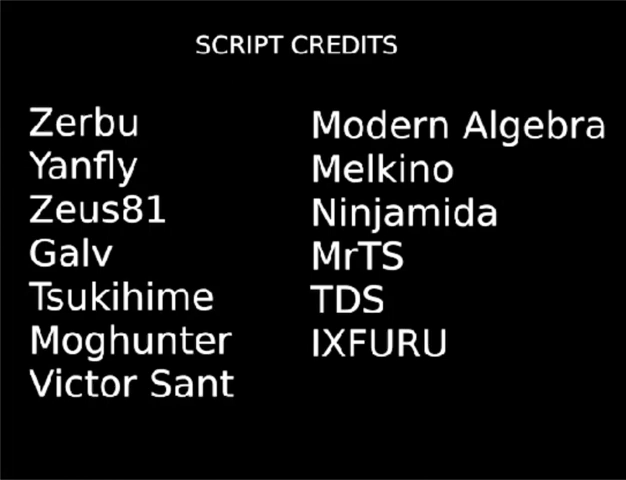 SCRIPT CREDITS
Zerbu
Yanfly
Zeus81
Galv
Tsukihime
Moghunter
Victor Sant
Modern Algebra
Melkino
Ninjamida
MrTS
TDS
IXFURU